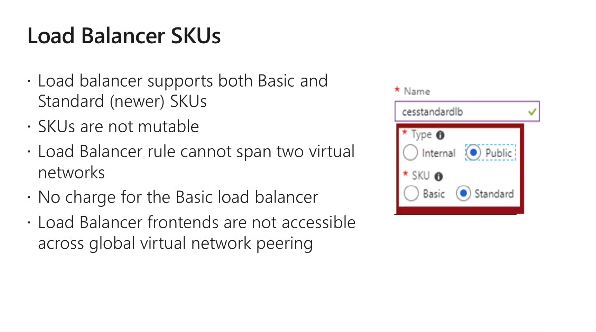 Load Balancer SKUs
· Load balancer supports both Basic and
Standard (newer) SKUs
· SKUs are not mutable
· Load Balancer rule cannot span two virtual
networks
· No charge for the Basic load balancer
· Load Balancer frontends are not accessible
across global virtual network peering
* Name
cesstandardlb
* Type
Internal Public
* SKU
Basic Standard